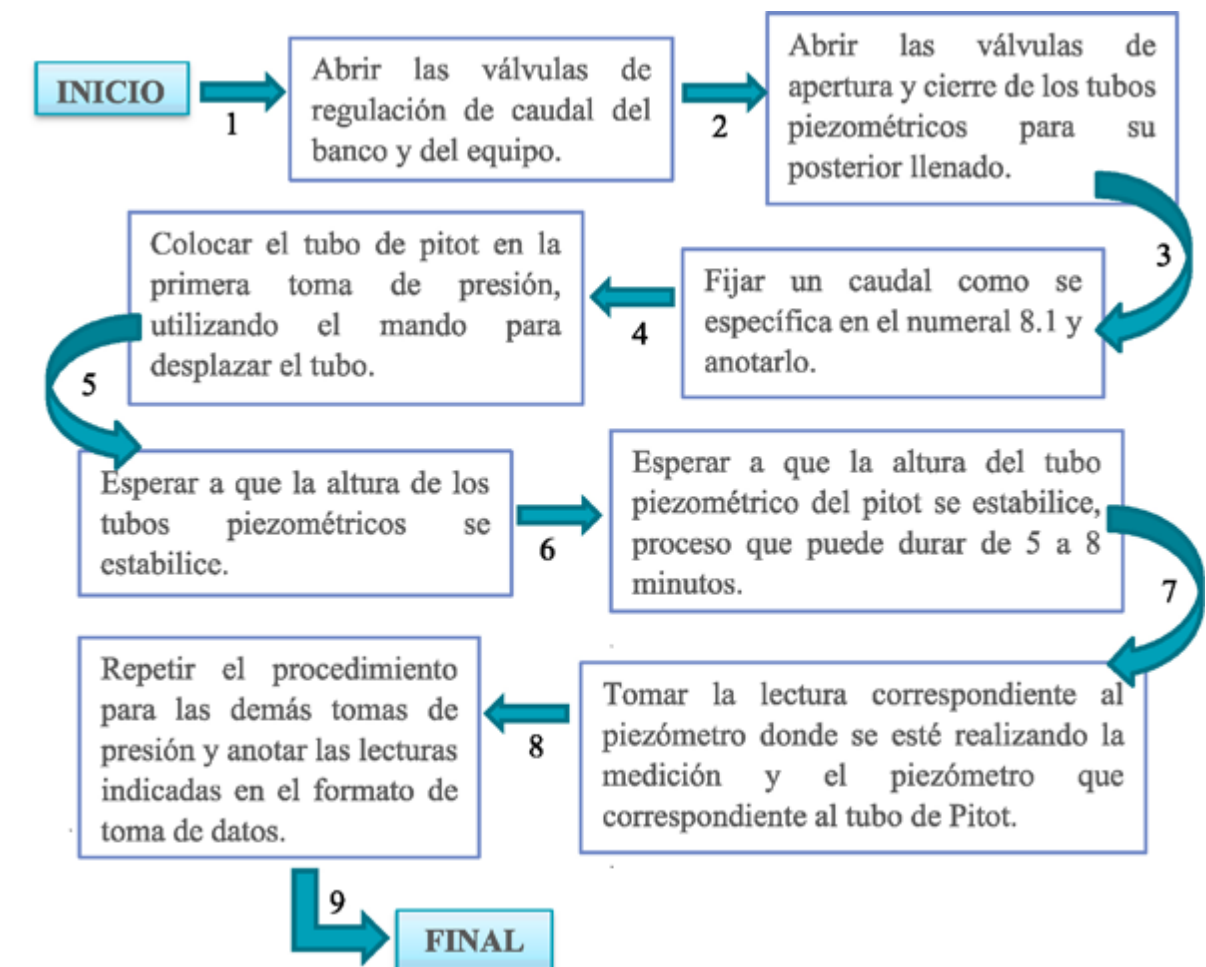 INICIO
1
Abrir las válvulas de
regulación de caudal del
banco y del equipo.
2
Abrir las válvulas de
apertura y cierre de los tubos
piezométricos para su
posterior llenado.
3
Fijar un caudal como se
específica en el numeral 8.1 y
anotarlo.
4
Colocar el tubo de pitot en la
primera toma de presión,
utilizando el mando para
desplazar el tubo.
5
Esperar a que la altura de los
tubos piezométricos se
estabilice.
6
Esperar a que la altura del tubo
piezométrico del pitot se estabilice,
proceso que puede durar de 5 a 8
minutos.
7
Tomar la lectura correspondiente al
piezómetro donde se esté realizando la
medición y el piezómetro que
correspondiente al tubo de Pitot.
8
Repetir el procedimiento
para las demás tomas de
presión y anotar las lecturas
indicadas en el formato de
toma de datos.
9
FINAL